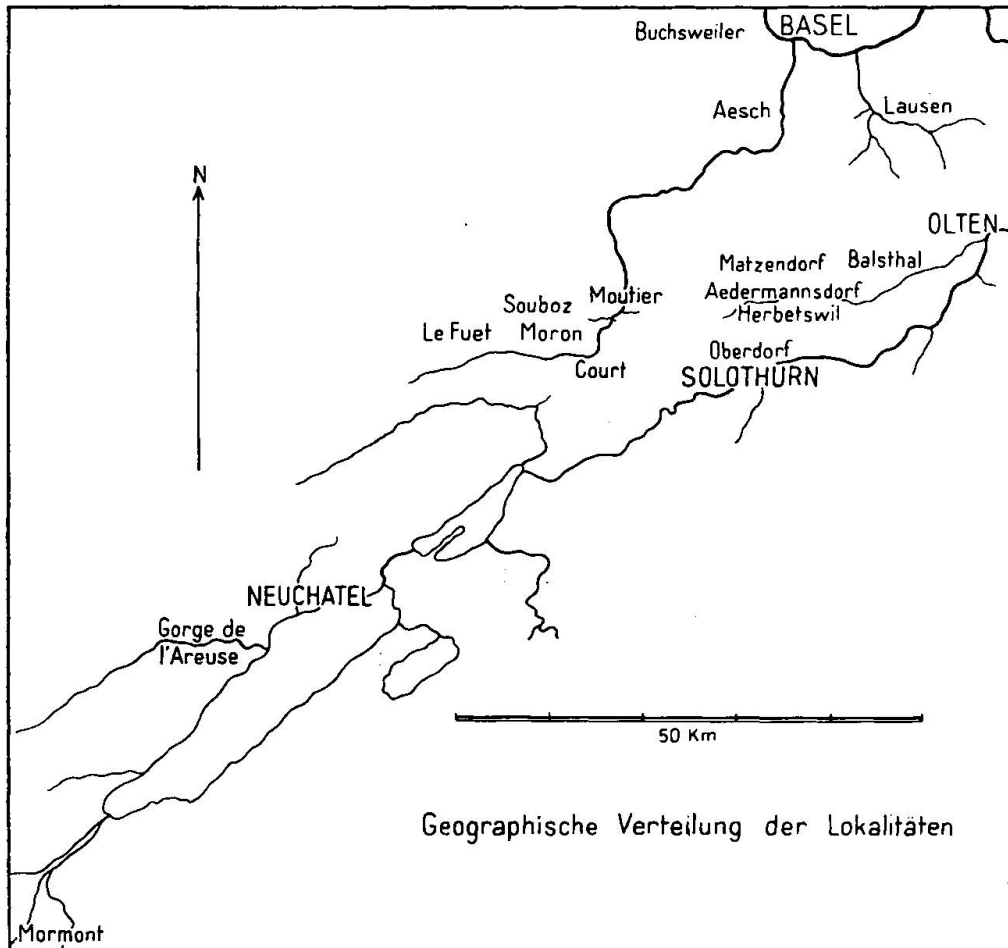 Buchsweiler
BASEL
Aesch
Lausen
N
OLTEN
Matzendorf
Balsthal
Aedermannsdorf
Herbetswil
Souboz
Moutier
Le Fuet
Moron
Court
Oberdorf
SOLOTHURN
NEUCHATEL
Gorge de
l'Areuse
50 Km
Geographische Verteilung der Lokalitäten
Mormont